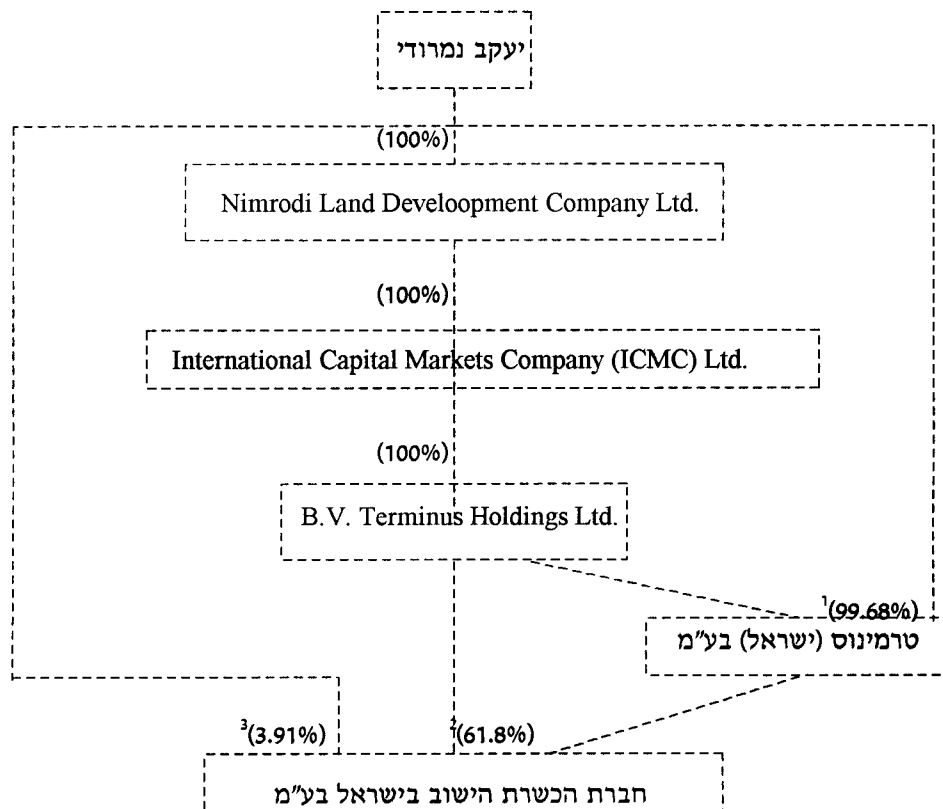 יעקב נמרודי
(100%)
Nimrodi Land Develoopment Company Ltd.
(100%)
International Capital Markets Company (ICMC) Ltd.
(100%)
B.V. Terminus Holdings Ltd.
¹(99.68%)
טרמינוס (ישראל) בע"מ
³(3.91%) ²(61.8%)
חברת הכשרת הישוב בישראל בע"מ